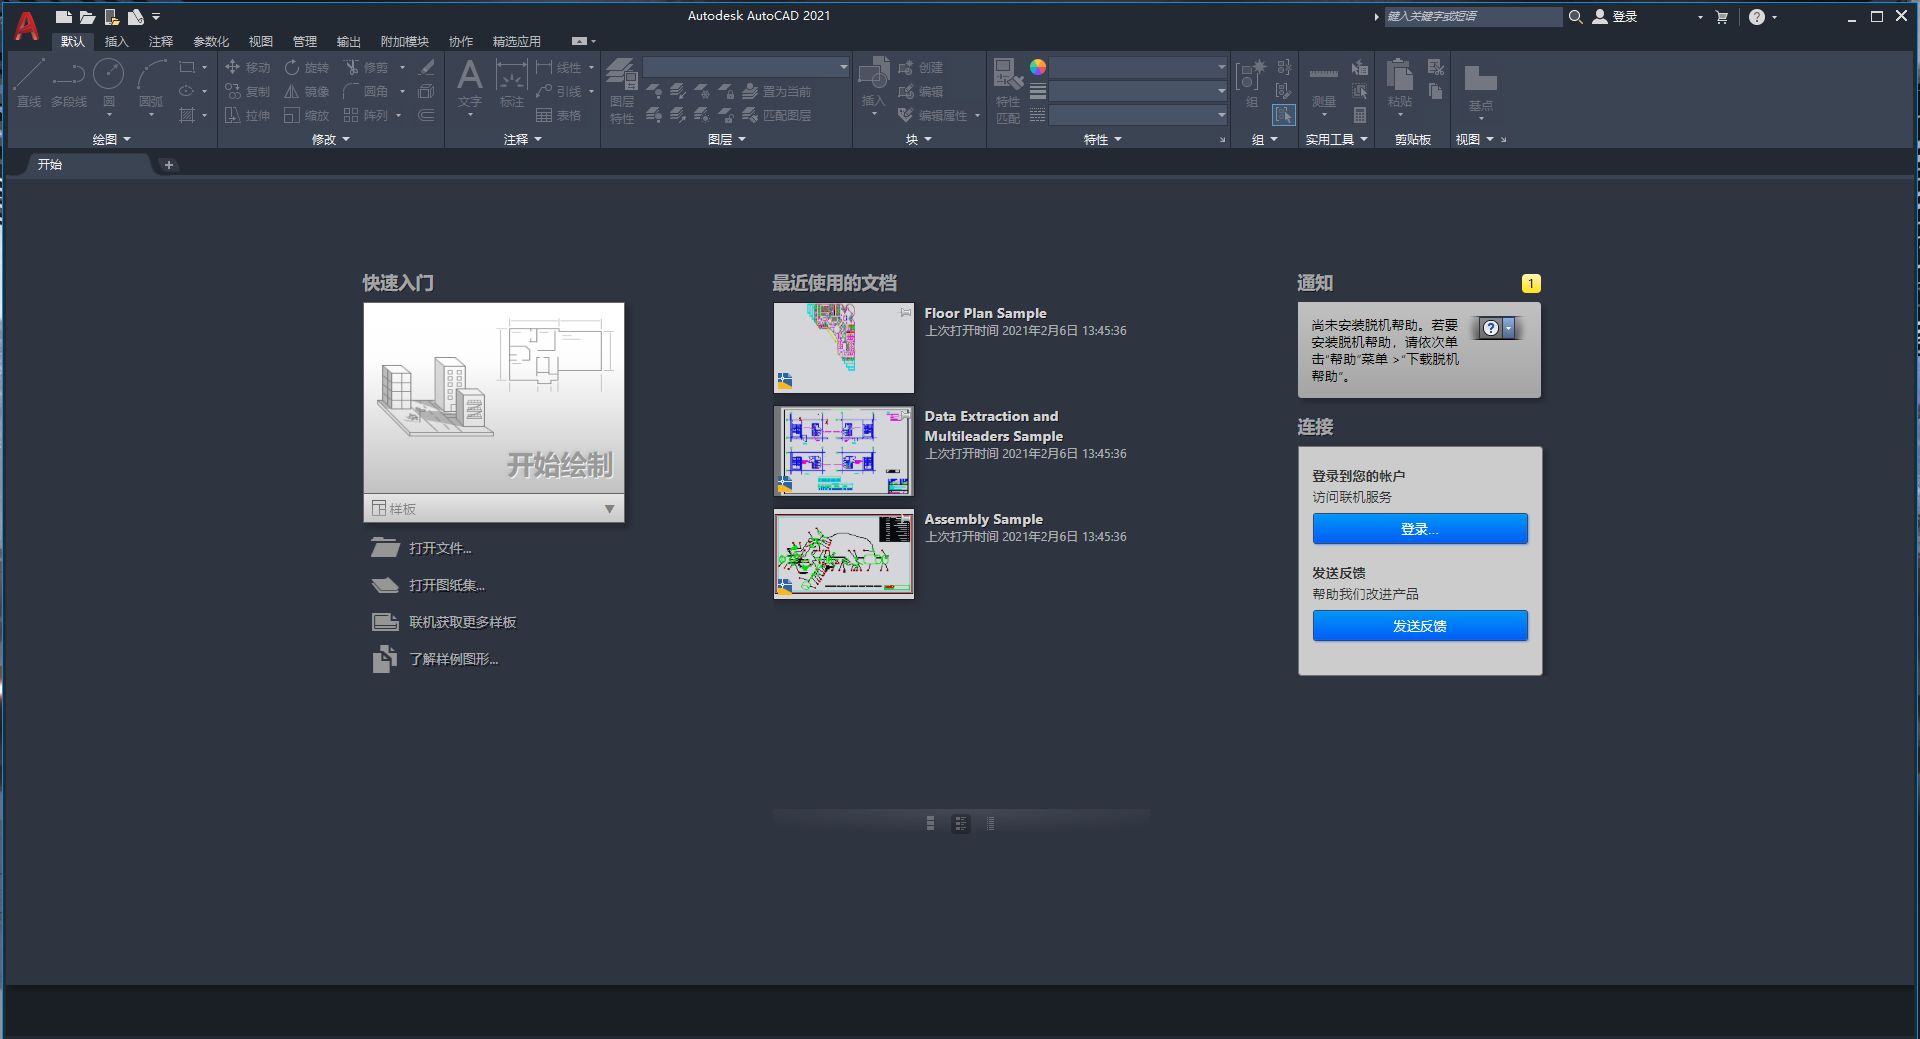 Autodesk AutoCAD 2021
键入关键字或短语
登录
默认 插入 注释 参数化 视图 管理 输出 附加模块 协作 精选应用
直线 多段线 圆 圆弧
移动 旋转 修剪
复制 镜像 圆角
拉伸 缩放 阵列
文字 标注
线性
引线
表格
图层
特性
置为当前
匹配图层
插入
创建
编辑
编辑属性
特性
匹配
组
测量
粘贴
基点
绘图 修改 注释 图层 块 特性 组 实用工具 剪贴板 视图
开始
快速入门
开始绘制
样板
打开文件...
打开图纸集...
联机获取更多样板
了解样例图形...
最近使用的文档
Floor Plan Sample
上次打开时间 2021年2月6日 13:45:36
Data Extraction and
Multileaders Sample
上次打开时间 2021年2月6日 13:45:36
Assembly Sample
上次打开时间 2021年2月6日 13:45:36
通知
1
尚未安装脱机帮助。若要
安装脱机帮助，请依次单
击“帮助”菜单 >“下载脱机
帮助”。
连接
登录到您的帐户
访问联机服务
登录...
发送反馈
帮助我们改进产品
发送反馈